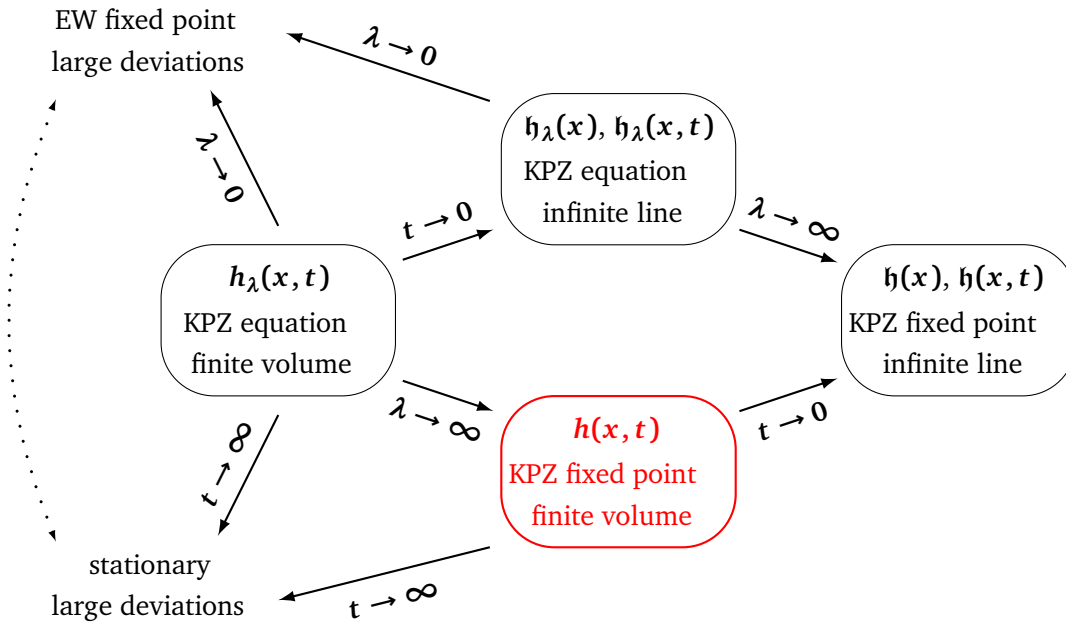 EW fixed point
large deviations
λ → 0
λ → 0
𝔥_λ(x), 𝔥_λ(x, t)
KPZ equation
infinite line
t → 0
λ → ∞
h_λ(x, t)
KPZ equation
finite volume
𝔥(x), 𝔥(x, t)
KPZ fixed point
infinite line
λ → ∞
t → ∞
h(x, t)
KPZ fixed point
finite volume
t → 0
stationary
large deviations
t → ∞